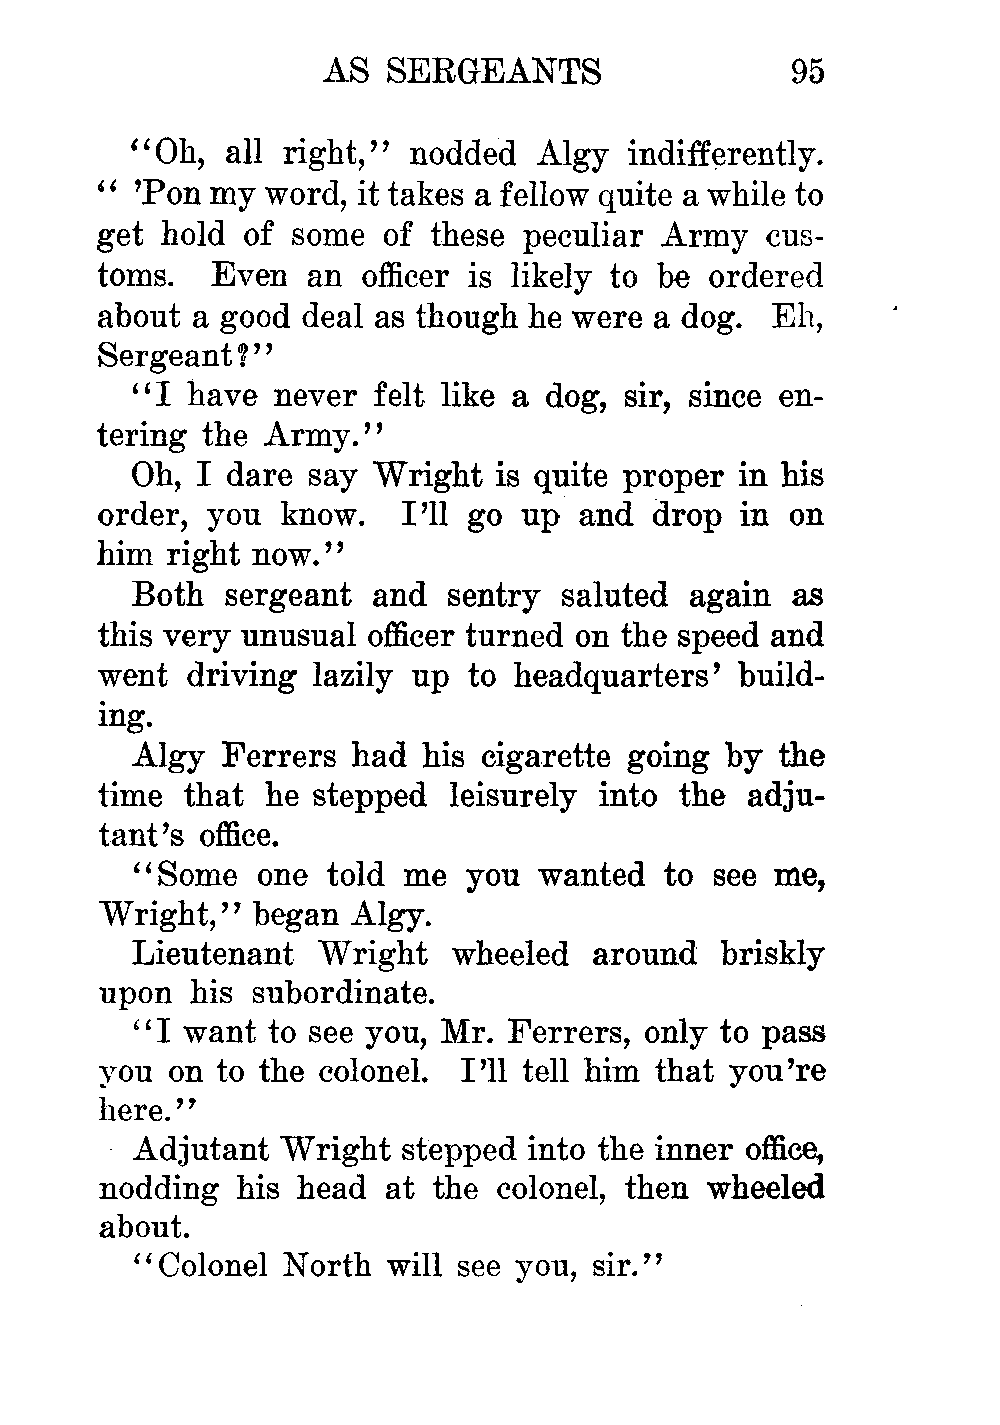 AS SERGEANTS 95
“Oh, all right,” nodded Algy indifferently.
“ ’Pon my word, it takes a fellow quite a while to
get hold of some of these peculiar Army cus-
toms. Even an officer is likely to be ordered
about a good deal as though he were a dog. Eh,
Sergeant?”
“I have never felt like a dog, sir, since en-
tering the Army.”
Oh, I dare say Wright is quite proper in his
order, you know. I’ll go up and drop in on
him right now.”
Both sergeant and sentry saluted again as
this very unusual officer turned on the speed and
went driving lazily up to headquarters’ build-
ing.
Algy Ferrers had his cigarette going by the
time that he stepped leisurely into the adju-
tant’s office.
“Some one told me you wanted to see me,
Wright,” began Algy.
Lieutenant Wright wheeled around briskly
upon his subordinate.
“I want to see you, Mr. Ferrers, only to pass
you on to the colonel. I’ll tell him that you’re
here.”
Adjutant Wright stepped into the inner office,
nodding his head at the colonel, then wheeled
about.
“Colonel North will see you, sir.”